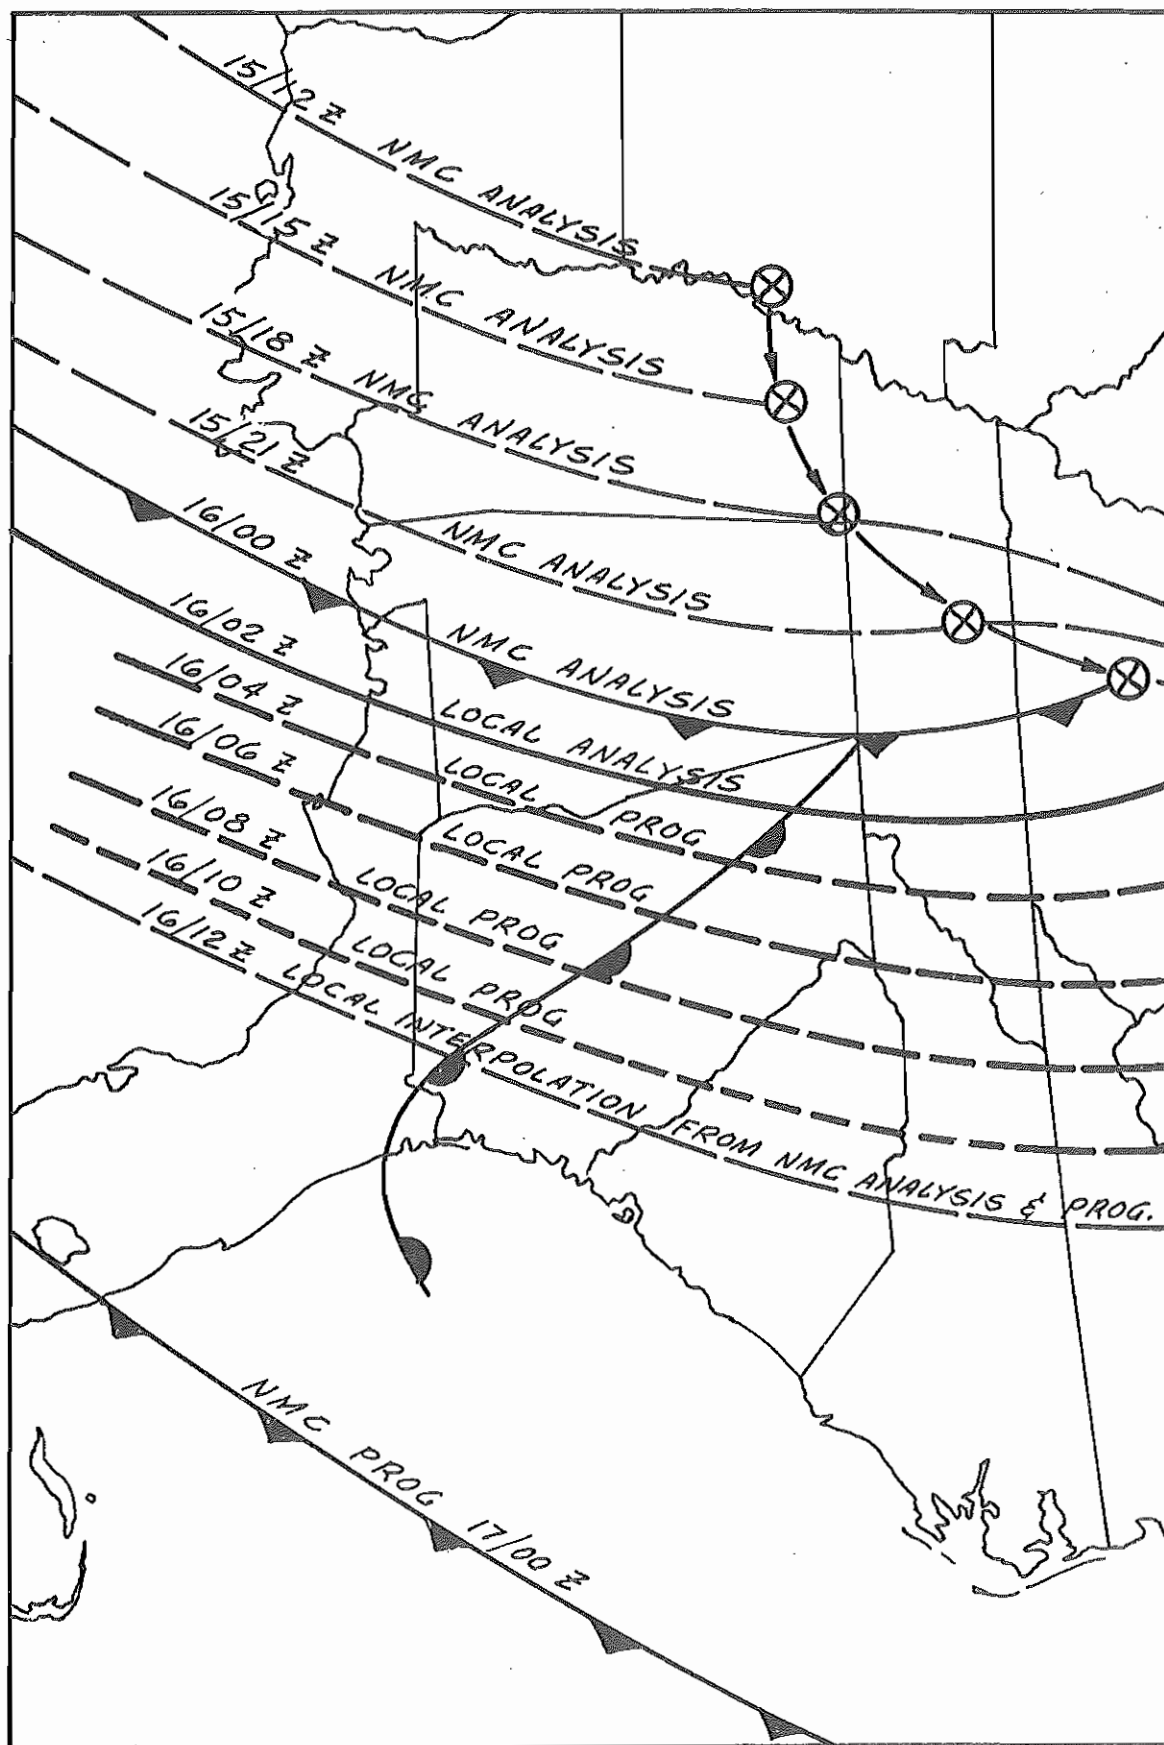 15/12 Z NMC ANALYSIS
15/15 Z NMC ANALYSIS
15/18 Z NMC ANALYSIS
15/21 Z NMC ANALYSIS
16/00 Z NMC ANALYSIS
16/02 Z LOCAL ANALYSIS
16/04 Z LOCAL PROG
16/06 Z LOCAL PROG
16/08 Z LOCAL PROG
16/10 Z LOCAL PROG
16/12 Z LOCAL INTERPOLATION FROM NMC ANALYSIS & PROG.
NMC PROG 17/00 Z